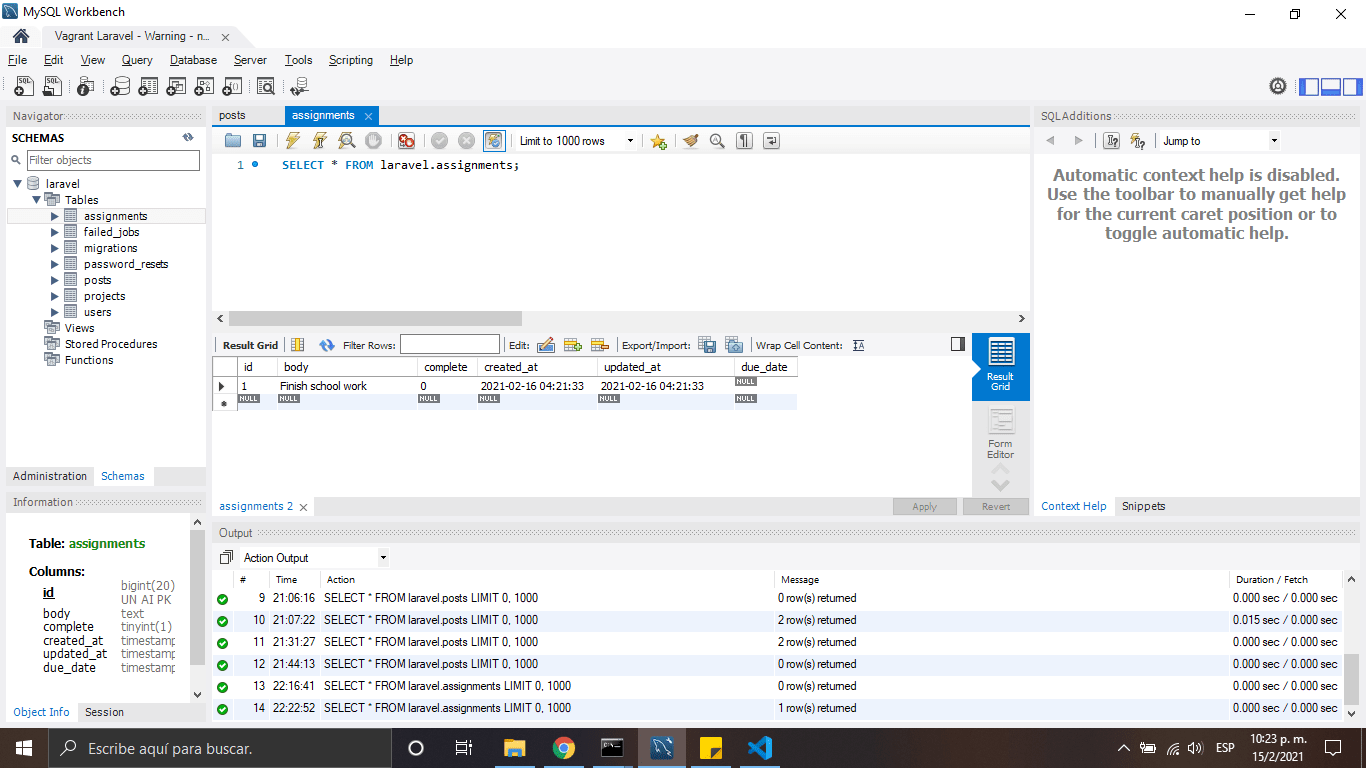 MySQL Workbench
Vagrant Laravel - Warning - n... ×
File Edit View Query Database Server Tools Scripting Help
Navigator
SCHEMAS
Filter objects
laravel
Tables
assignments
failed_jobs
migrations
password_resets
posts
projects
users
Views
Stored Procedures
Functions
Administration Schemas
Information
Table: assignments
Columns:
id bigint(20) UN AI PK
body text
complete tinyint(1)
created_at timestamp
updated_at timestamp
due_date timestamp
Object Info Session
posts assignments ×
Limit to 1000 rows
1 SELECT * FROM laravel.assignments;
Result Grid Filter Rows: Edit: Export/Import: Wrap Cell Content:
id body complete created_at updated_at due_date
1 Finish school work 0 2021-02-16 04:21:33 2021-02-16 04:21:33 NULL
NULL NULL NULL NULL NULL NULL
Result Grid
Form Editor
assignments 2 × Apply Revert
SQLAdditions
Jump to
Automatic context help is disabled.
Use the toolbar to manually get help
for the current caret position or to
toggle automatic help.
Context Help Snippets
Output
Action Output
# Time Action Message Duration / Fetch
9 21:06:16 SELECT * FROM laravel.posts LIMIT 0, 1000 0 row(s) returned 0.000 sec / 0.000 sec
10 21:07:22 SELECT * FROM laravel.posts LIMIT 0, 1000 2 row(s) returned 0.015 sec / 0.000 sec
11 21:31:27 SELECT * FROM laravel.posts LIMIT 0, 1000 2 row(s) returned 0.000 sec / 0.000 sec
12 21:44:13 SELECT * FROM laravel.posts LIMIT 0, 1000 0 row(s) returned 0.000 sec / 0.000 sec
13 22:16:41 SELECT * FROM laravel.assignments LIMIT 0, 1000 0 row(s) returned 0.000 sec / 0.000 sec
14 22:22:52 SELECT * FROM laravel.assignments LIMIT 0, 1000 1 row(s) returned 0.000 sec / 0.000 sec
Escribe aquí para buscar.
ESP
10:23 p. m.
15/2/2021